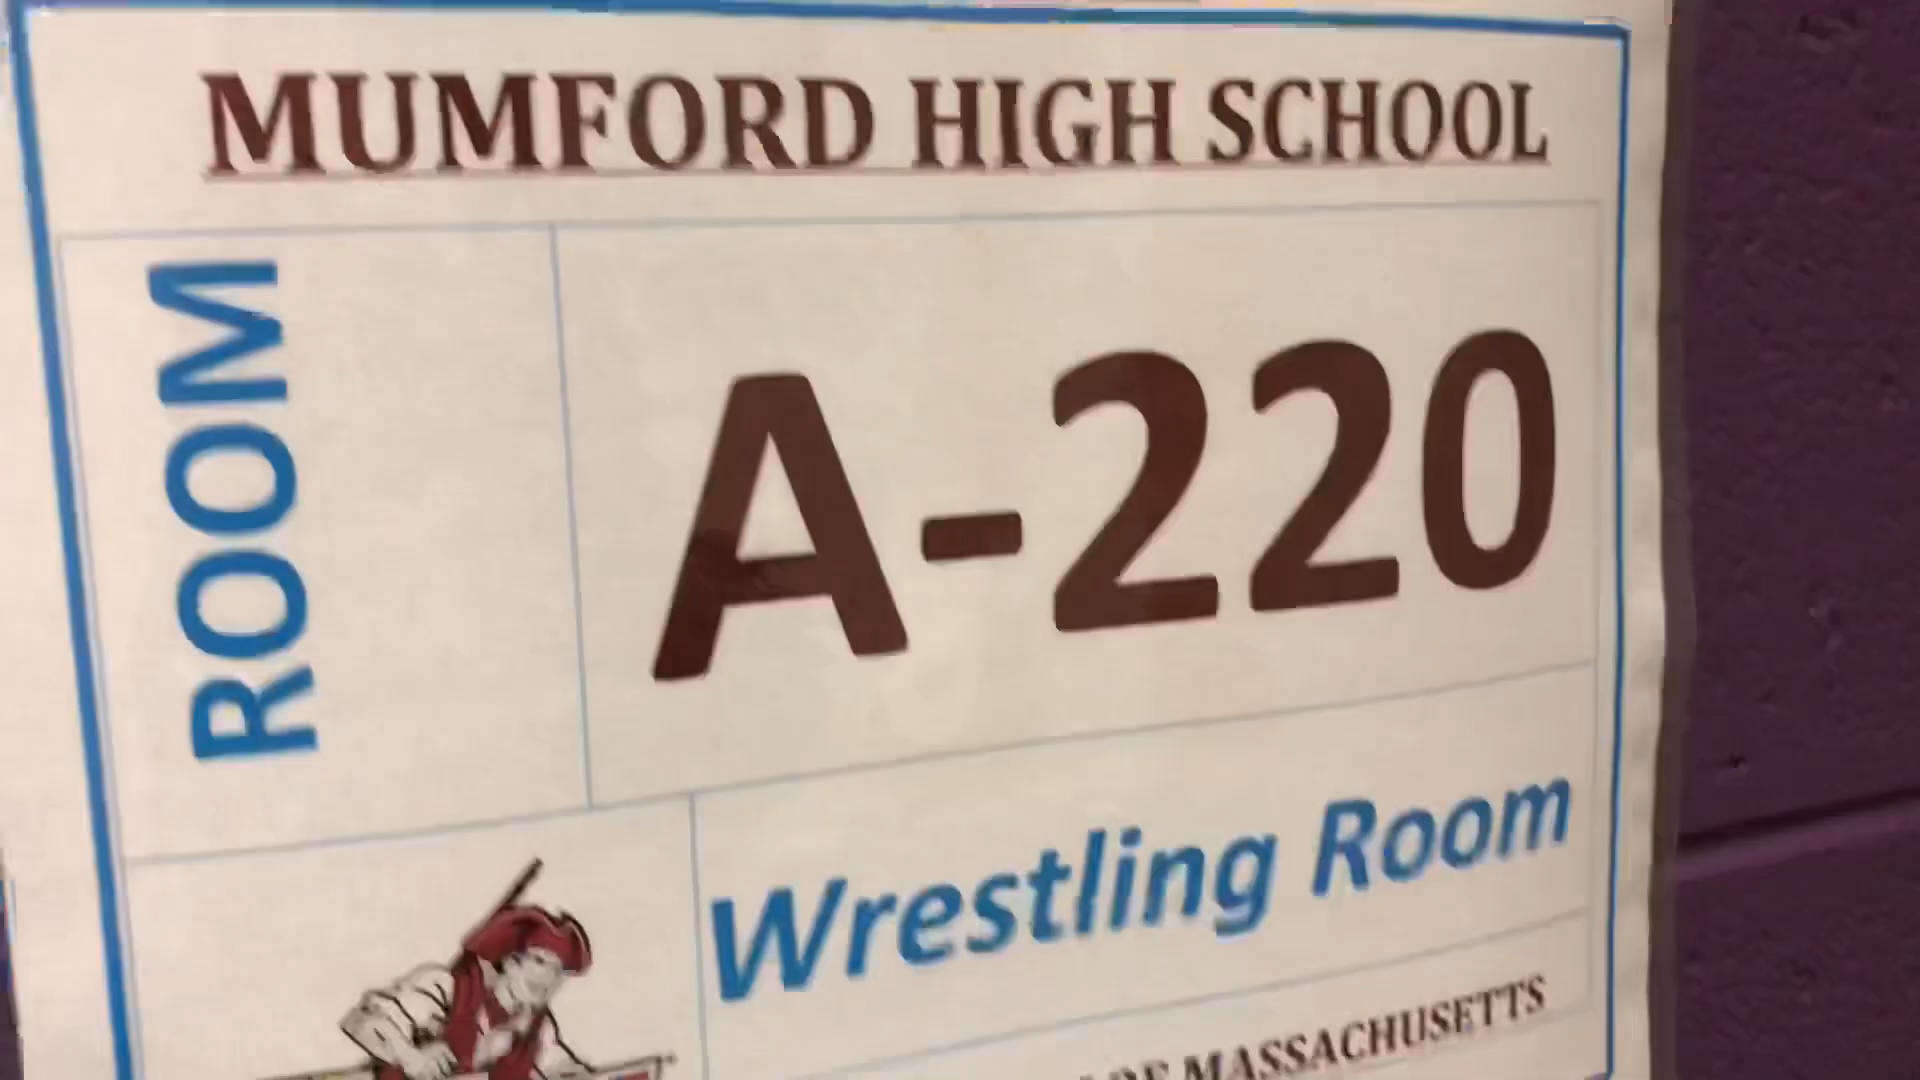 MUMFORD HIGH SCHOOL
ROOM
A-220
Wrestling Room
MASSACHUSETTS